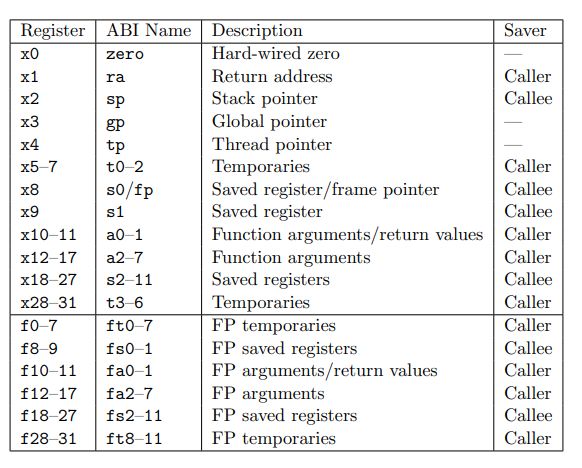 Register ABI Name Description Saver
x0 zero Hard-wired zero —
x1 ra Return address Caller
x2 sp Stack pointer Callee
x3 gp Global pointer —
x4 tp Thread pointer —
x5–7 t0–2 Temporaries Caller
x8 s0/fp Saved register/frame pointer Callee
x9 s1 Saved register Callee
x10–11 a0–1 Function arguments/return values Caller
x12–17 a2–7 Function arguments Caller
x18–27 s2–11 Saved registers Callee
x28–31 t3–6 Temporaries Caller
f0–7 ft0–7 FP temporaries Caller
f8–9 fs0–1 FP saved registers Callee
f10–11 fa0–1 FP arguments/return values Caller
f12–17 fa2–7 FP arguments Caller
f18–27 fs2–11 FP saved registers Callee
f28–31 ft8–11 FP temporaries Caller